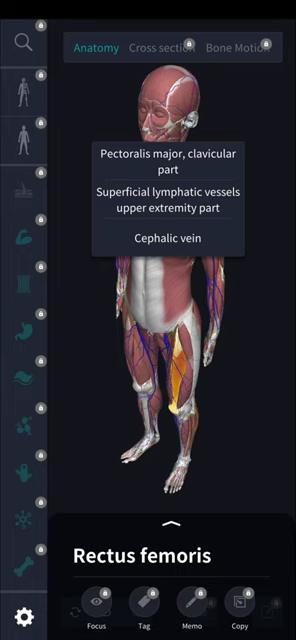 Anatomy Cross section Bone Motion
Pectoralis major, clavicular
part
Superficial lymphatic vessels
upper extremity part
Cephalic vein
Rectus femoris
Focus Tag Memo Copy